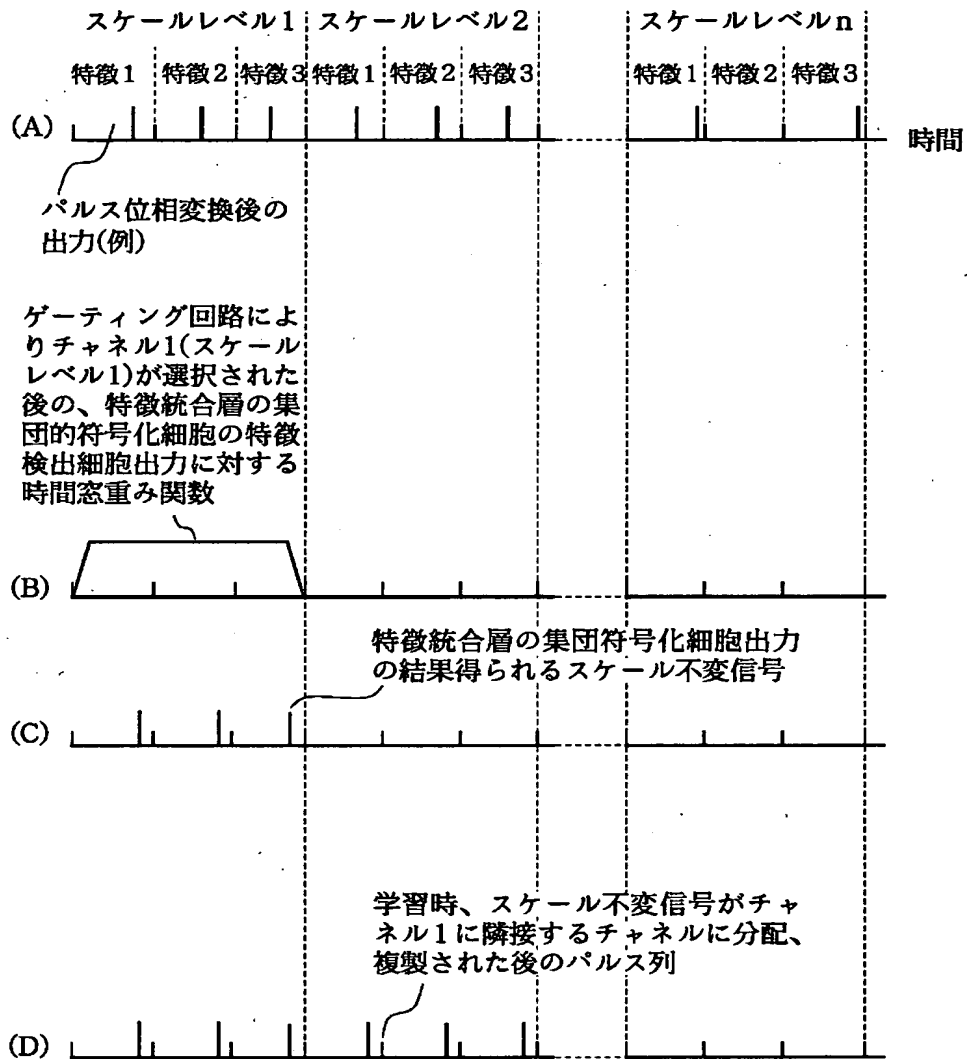 スケールレベル1 スケールレベル2 スケールレベルn
特徴1 特徴2 特徴3 特徴1 特徴2 特徴3 特徴1 特徴2 特徴3
(A)
時間
パルス位相変換後の
出力(例)
ゲーティング回路によ
りチャネル1(スケール
レベル1)が選択された
後の、特徴統合層の集
団的符号化細胞の特徴
検出細胞出力に対する
時間窓重み関数
(B)
特徴統合層の集団符号化細胞出力
の結果得られるスケール不変信号
(C)
学習時、スケール不変信号がチャ
ネル1に隣接するチャネルに分配、
複製された後のパルス列
(D)